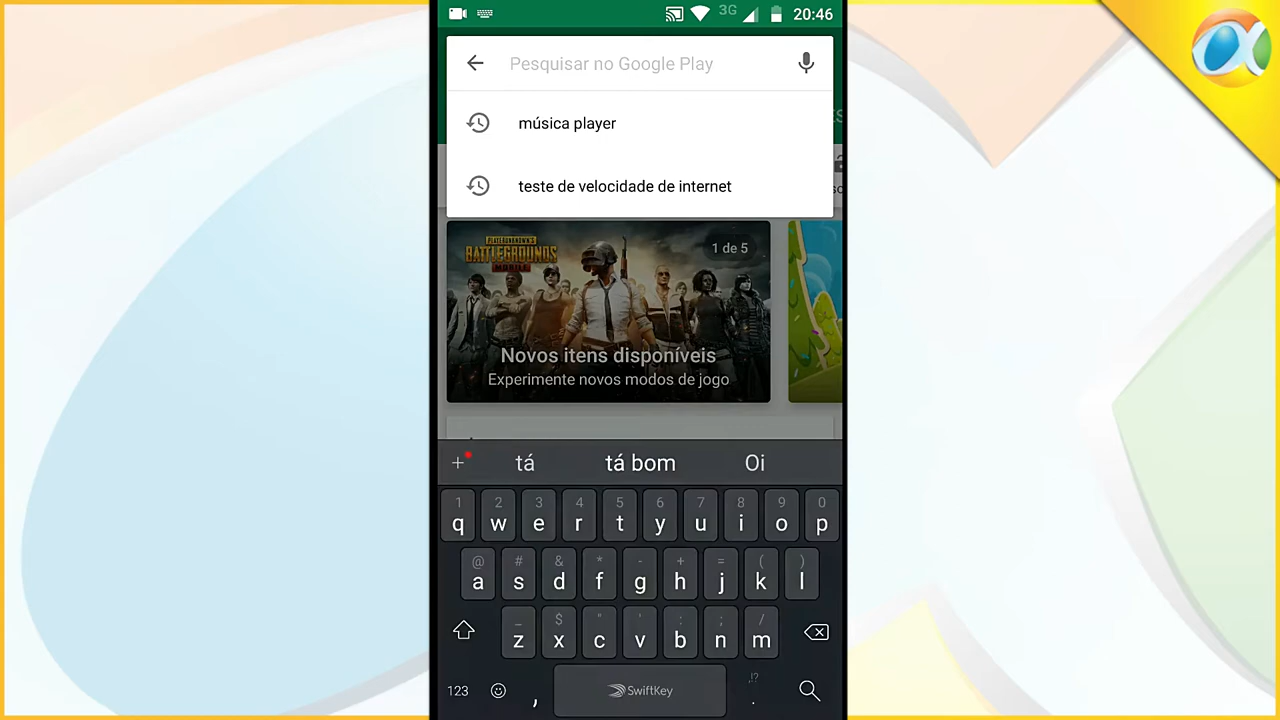 3G 20:46
Pesquisar no Google Play
música player
teste de velocidade de internet
PLAYERUNKNOWN'S
BATTLEGROUNDS
MOBILE
1 de 5
Novos itens disponíveis
Experimente novos modos de jogo
+ tá tá bom Oi
1 2 3 4 5 6 7 8 9 0
q w e r t y u i o p
@ # & * - + = ( )
a s d f g h j k l
_ $ " ' : ; /
z x c v b n m
123 , SwiftKey ,!? .